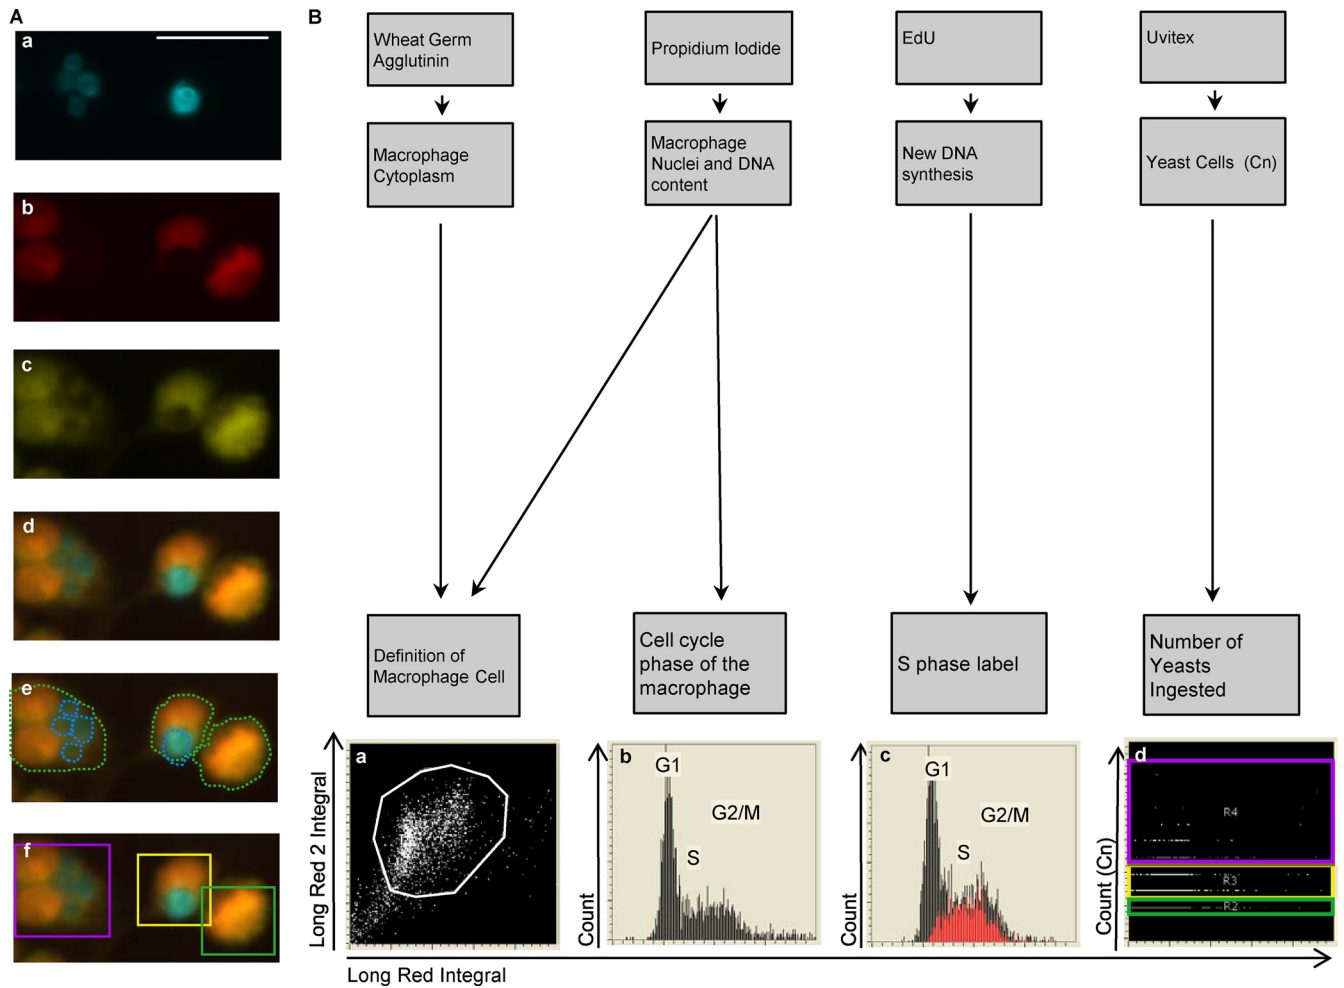 A
a
b
c
d
e
f
B
Wheat Germ
Agglutinin
Propidium Iodide
EdU
Uvitex
Macrophage
Cytoplasm
Macrophage
Nuclei and DNA
content
New DNA
synthesis
Yeast Cells (Cn)
Definition of
Macrophage Cell
Cell cycle
phase of the
macrophage
S phase label
Number of
Yeasts
Ingested
Long Red 2 Integral
a
Count
b
G1
S
G2/M
Count
c
G1
S
G2/M
Count (Cn)
d
R4
R3
R2
Long Red Integral